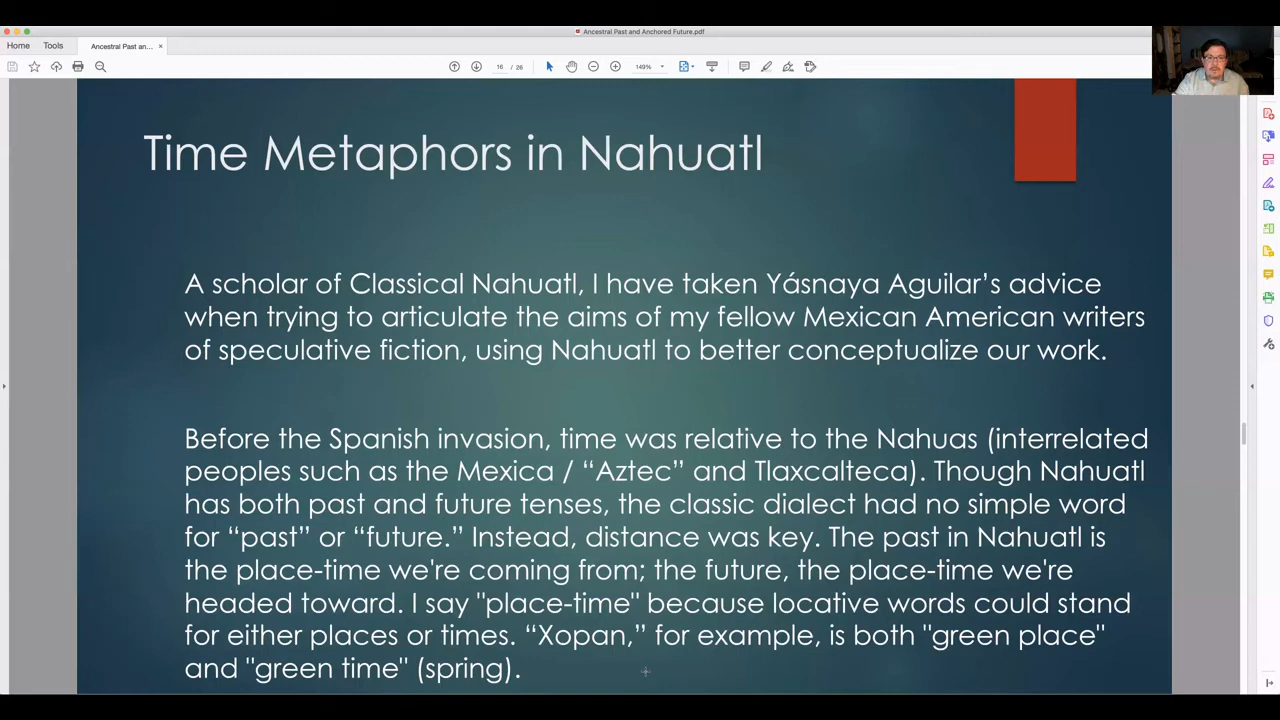 Ancestral Past and Anchored Future.pdf
Home Tools Ancestral Past an... ×
16 / 26 149%
Time Metaphors in Nahuatl
A scholar of Classical Nahuatl, I have taken Yásnaya Aguilar’s advice
when trying to articulate the aims of my fellow Mexican American writers
of speculative fiction, using Nahuatl to better conceptualize our work.
Before the Spanish invasion, time was relative to the Nahuas (interrelated
peoples such as the Mexica / “Aztec” and Tlaxcalteca). Though Nahuatl
has both past and future tenses, the classic dialect had no simple word
for “past” or “future.” Instead, distance was key. The past in Nahuatl is
the place-time we're coming from; the future, the place-time we're
headed toward. I say "place-time" because locative words could stand
for either places or times. “Xopan,” for example, is both "green place"
and "green time" (spring).